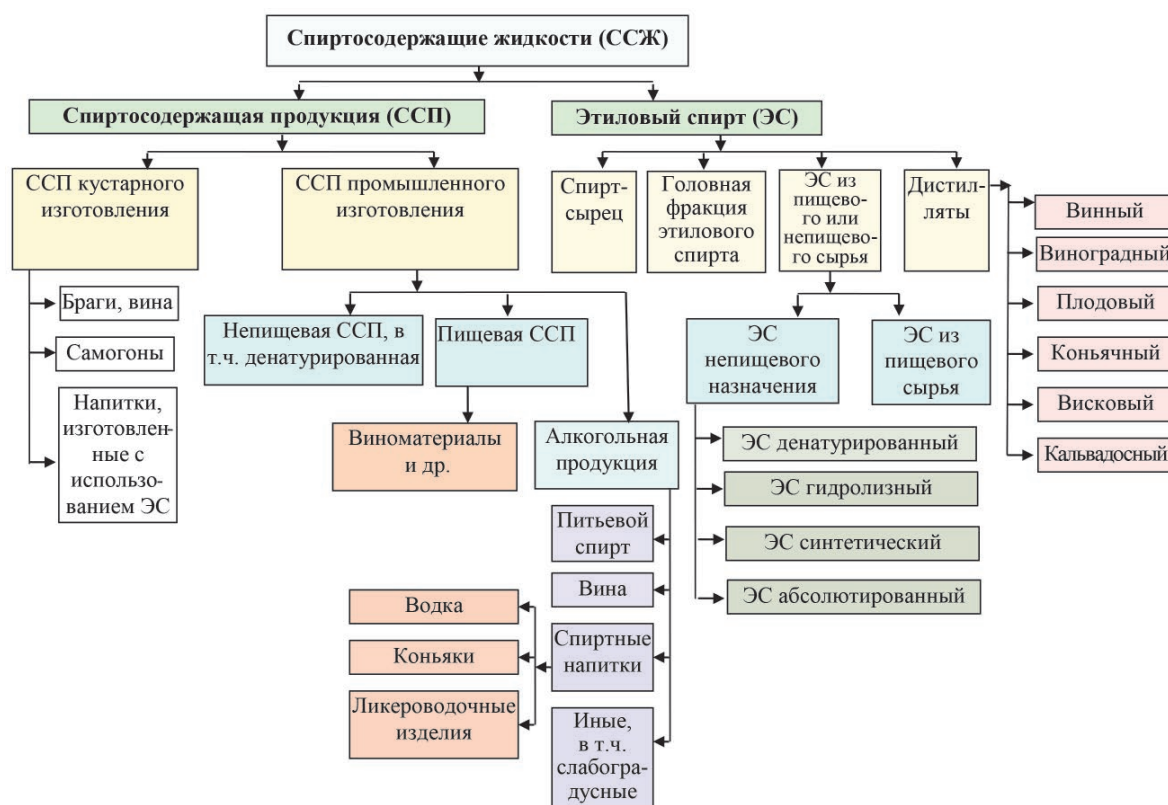 Спиртосодержащие жидкости (ССЖ)
Спиртосодержащая продукция (ССП)
Этиловый спирт (ЭС)
ССП кустарного
изготовления
ССП промышленного
изготовления
Спирт-
сырец
Головная
фракция
этилового
спирта
ЭС из
пищево-
го или
непищево-
го сырья
Дистил-
ляты
Винный
Виноградный
Плодовый
Коньячный
Висковый
Кальвадосный
Браги, вина
Самогоны
Напитки,
изготовлен-
ные с
использо-
ванием ЭС
Непищевая ССП, в
т.ч. денатурированная
Пищевая ССП
ЭС
непищевого
назначения
ЭС из
пищевого
сырья
Виноматериалы
и др.
Алкогольная
продукция
ЭС денатурированный
ЭС гидролизный
ЭС синтетический
ЭС абсолютированный
Питьевой
спирт
Вина
Спиртные
напитки
Иные,
в т.ч.
слабогра-
дусные
Водка
Коньяки
Ликероводочные
изделия